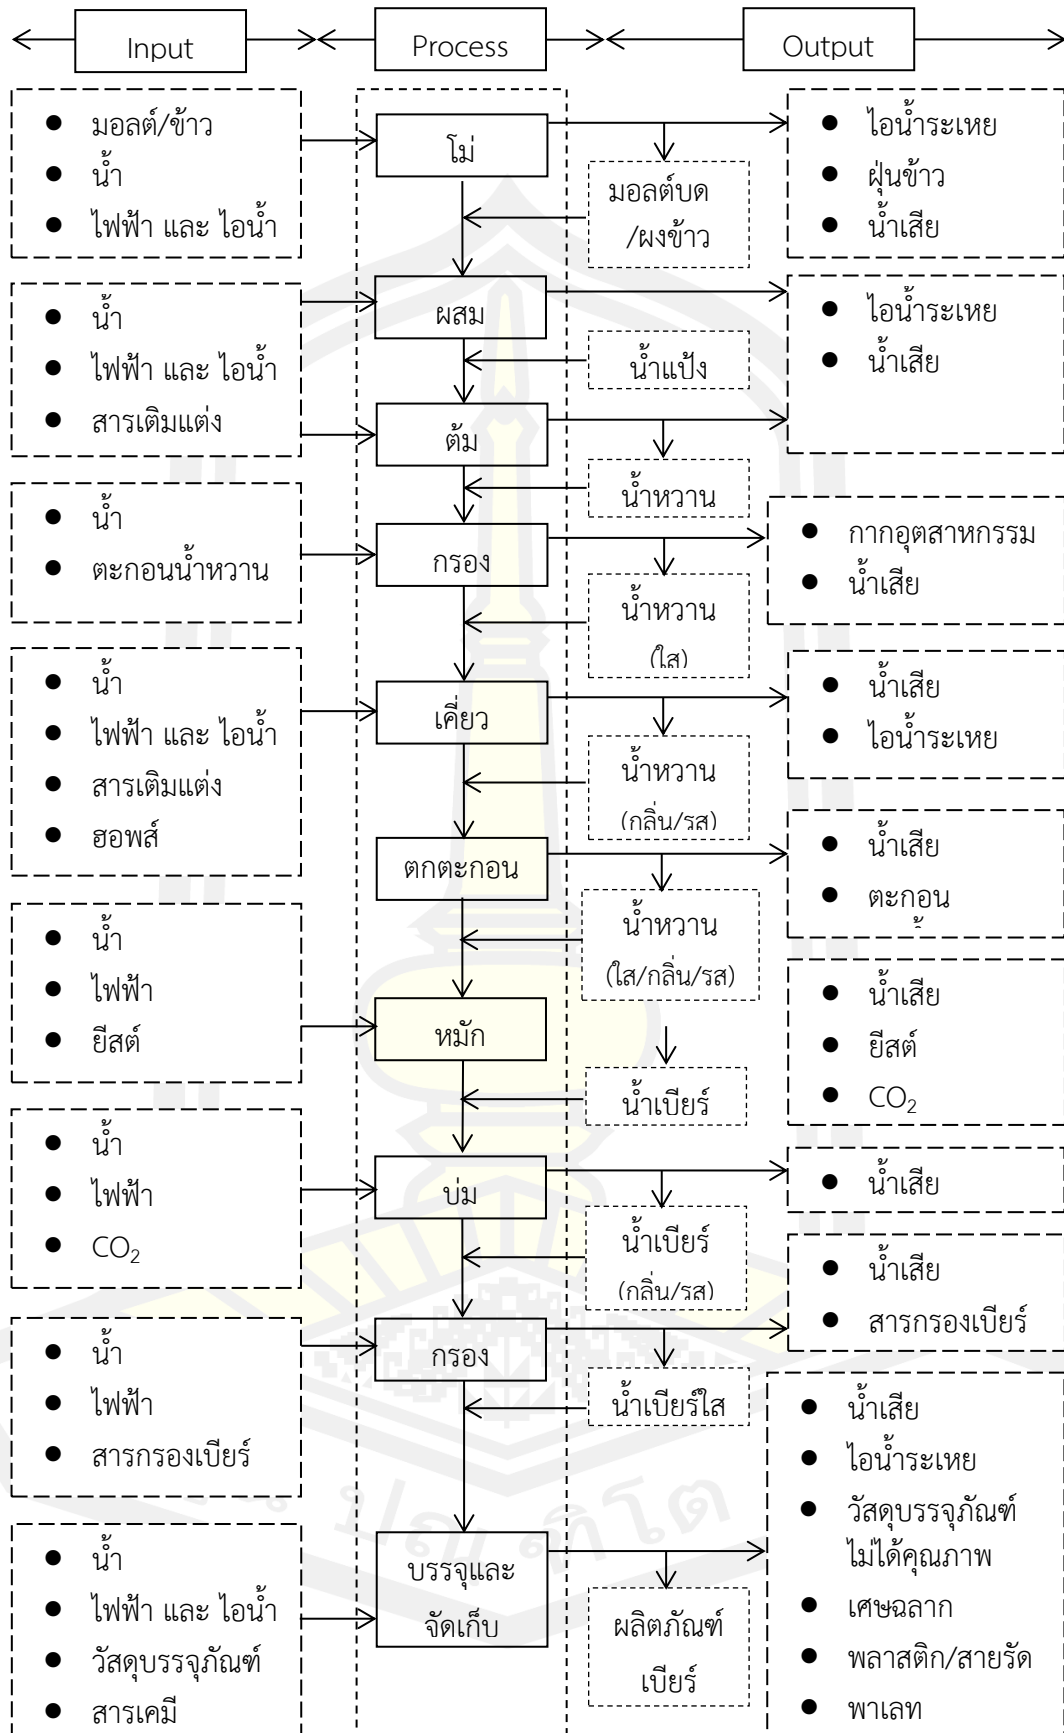 Input
Process
Output
มอลต์/ข้าว
น้ำ
ไฟฟ้า และ ไอน้ำ
โม่
มอลต์บด
/ผงข้าว
ไอน้ำระเหย
ฝุ่นข้าว
น้ำเสีย
น้ำ
ไฟฟ้า และ ไอน้ำ
สารเติมแต่ง
ผสม
น้ำแป้ง
ไอน้ำระเหย
น้ำเสีย
ต้ม
น้ำหวาน
น้ำ
ตะกอนน้ำหวาน
กรอง
น้ำหวาน
(ใส)
กากอุตสาหกรรม
น้ำเสีย
น้ำ
ไฟฟ้า และ ไอน้ำ
สารเติมแต่ง
ฮอพส์
เคี่ยว
น้ำหวาน
(กลิ่น/รส)
น้ำเสีย
ไอน้ำระเหย
ตกตะกอน
น้ำหวาน
(ใส/กลิ่น/รส)
น้ำเสีย
ตะกอน
น้ำ
ไฟฟ้า
ยีสต์
หมัก
น้ำเบียร์
น้ำเสีย
ยีสต์
CO₂
น้ำ
ไฟฟ้า
CO₂
บ่ม
น้ำเบียร์
(กลิ่น/รส)
น้ำเสีย
น้ำ
ไฟฟ้า
สารกรองเบียร์
กรอง
น้ำเบียร์ใส
น้ำเสีย
สารกรองเบียร์
น้ำ
ไฟฟ้า และ ไอน้ำ
วัสดุบรรจุภัณฑ์
สารเคมี
บรรจุและ
จัดเก็บ
ผลิตภัณฑ์
เบียร์
น้ำเสีย
ไอน้ำระเหย
วัสดุบรรจุภัณฑ์
ไม่ได้คุณภาพ
เศษฉลาก
พลาสติก/สายรัด
พาเลท